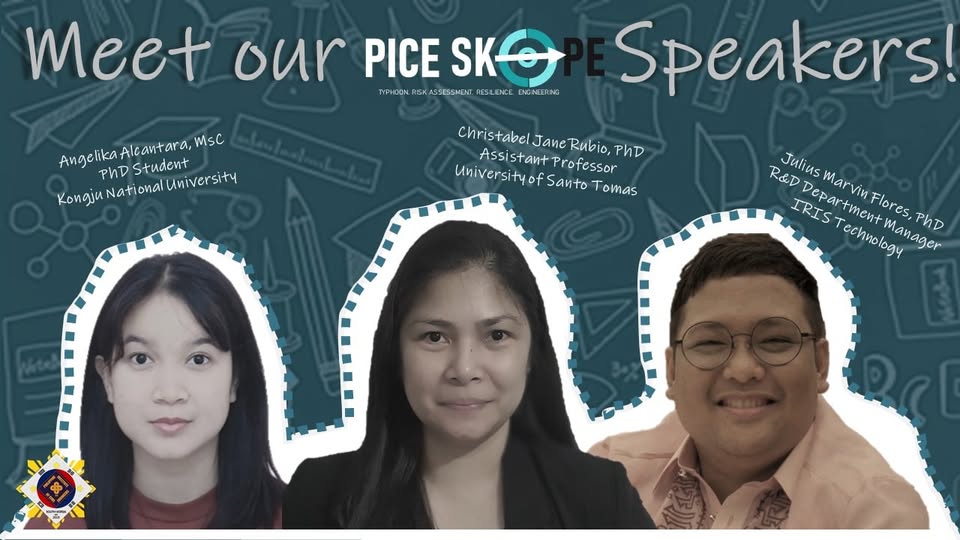 Meet our PICE SKOPE Speakers!
TYPHOON. RISK ASSESSMENT. RESILIENCE. ENGINEERING
Angelika Alcantara, MsC
PhD Student
Kongju National University
Christabel Jane Rubio, PhD
Assistant Professor
University of Santo Tomas
Julius Marvin Flores, PhD
R&D Department Manager
IRIS Technology